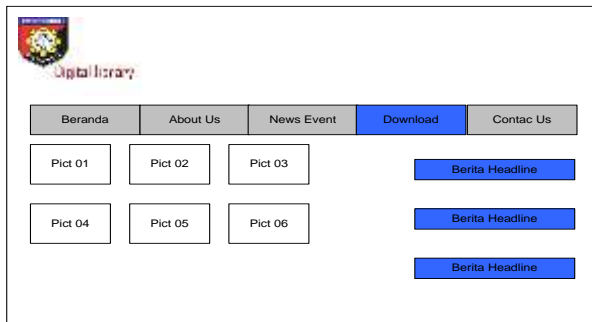 Digital library
Beranda About Us News Event Download Contac Us
Pict 01 Pict 02 Pict 03
Berita Headline
Pict 04 Pict 05 Pict 06
Berita Headline
Berita Headline